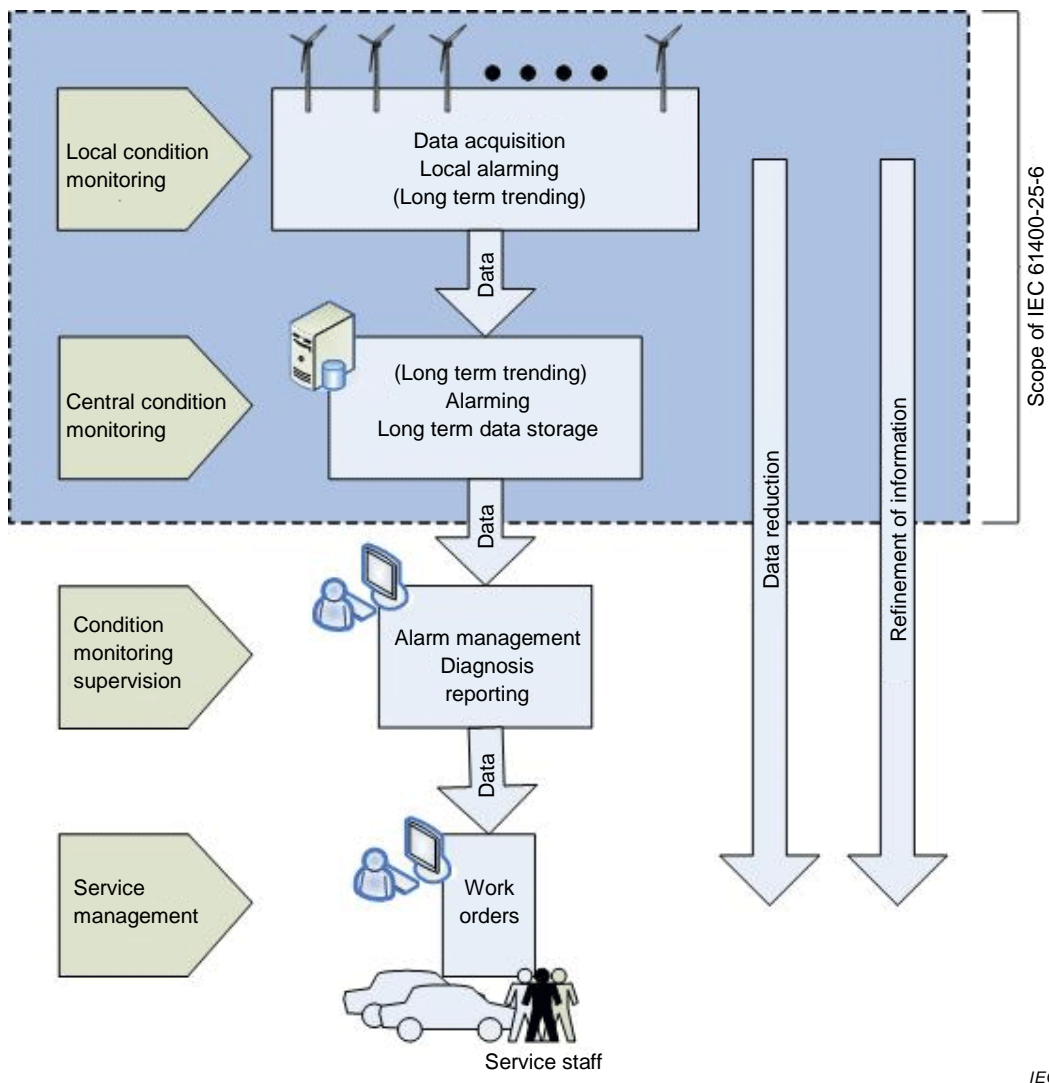 Local condition
monitoring
Data acquisition
Local alarming
(Long term trending)
Data
Central condition
monitoring
(Long term trending)
Alarming
Long term data storage
Data
Condition
monitoring
supervision
Alarm management
Diagnosis
reporting
Data
Service
management
Work
orders
Service staff
Data reduction
Refinement of information
Scope of IEC 61400-25-6